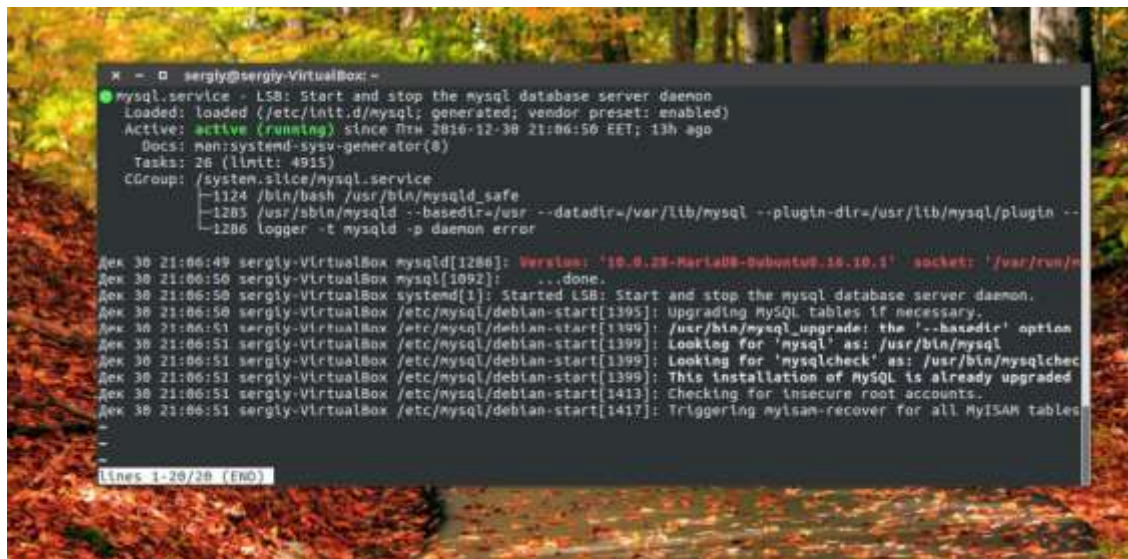 x - □ sergiy@sergiy-VirtualBox: ~
● mysql.service - LSB: Start and stop the mysql database server daemon
Loaded: loaded (/etc/init.d/mysql; generated; vendor preset: enabled)
Active: active (running) since Птн 2016-12-30 21:06:50 EET; 13h ago
Docs: man:systemd-sysv-generator(8)
Tasks: 26 (limit: 4915)
CGroup: /system.slice/mysql.service
├─1124 /bin/bash /usr/bin/mysqld_safe
├─1285 /usr/sbin/mysqld --basedir=/usr --datadir=/var/lib/mysql --plugin-dir=/usr/lib/mysql/plugin --
└─1286 logger -t mysqld -p daemon error
Дек 30 21:06:49 sergiy-VirtualBox mysqld[1286]: Version: '10.0.28-MariaDB-0ubuntu0.16.10.1' socket: '/var/run/m
Дек 30 21:06:50 sergiy-VirtualBox mysql[1092]: ...done.
Дек 30 21:06:50 sergiy-VirtualBox systemd[1]: Started LSB: Start and stop the mysql database server daemon.
Дек 30 21:06:50 sergiy-VirtualBox /etc/mysql/debian-start[1395]: Upgrading MySQL tables if necessary.
Дек 30 21:06:51 sergiy-VirtualBox /etc/mysql/debian-start[1399]: /usr/bin/mysql_upgrade: the '--basedir' option
Дек 30 21:06:51 sergiy-VirtualBox /etc/mysql/debian-start[1399]: Looking for 'mysql' as: /usr/bin/mysql
Дек 30 21:06:51 sergiy-VirtualBox /etc/mysql/debian-start[1399]: Looking for 'mysqlcheck' as: /usr/bin/mysqlchec
Дек 30 21:06:51 sergiy-VirtualBox /etc/mysql/debian-start[1399]: This installation of MySQL is already upgraded
Дек 30 21:06:51 sergiy-VirtualBox /etc/mysql/debian-start[1413]: Checking for insecure root accounts.
Дек 30 21:06:51 sergiy-VirtualBox /etc/mysql/debian-start[1417]: Triggering myisam-recover for all MyISAM tables
~
~
~
lines 1-20/20 (END)